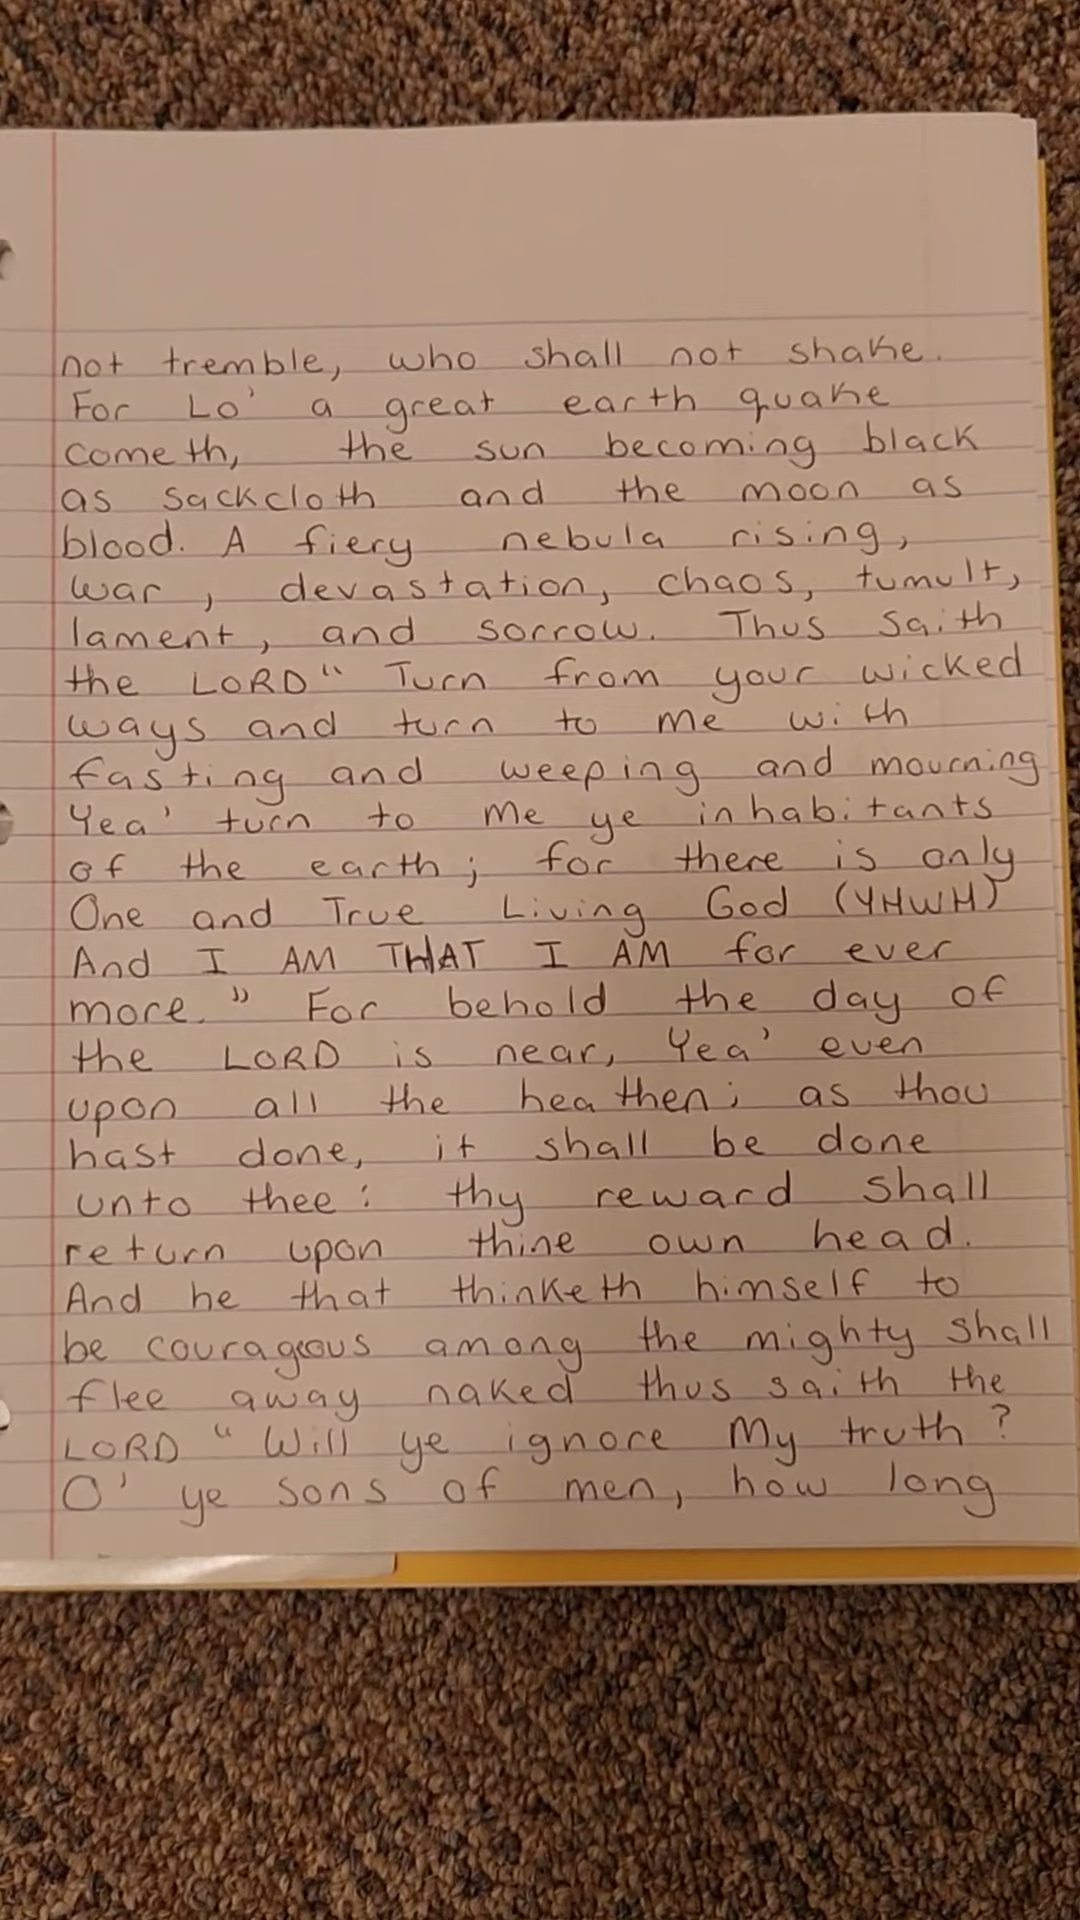 not tremble, who shall not shake.
For Lo' a great earth quake
cometh, the sun becoming black
as sackcloth and the moon as
blood. A fiery nebula rising,
war, devastation, chaos, tumult,
lament, and sorrow. Thus saith
the LORD “ Turn from your wicked
ways and turn to me with
fasting and weeping and mourning
Yea' turn to me ye inhabitants
of the earth; for there is only
One and True Living God (YHWH)
And I AM THAT I AM for ever
more.” For behold the day of
the LORD is near, Yea' even
upon all the heathen; as thou
hast done, it shall be done
unto thee: thy reward shall
return upon thine own head.
And he that thinketh himself to
be courageous among the mighty shall
flee away naked thus saith the
LORD “ Will ye ignore My truth?
O' ye sons of men, how long